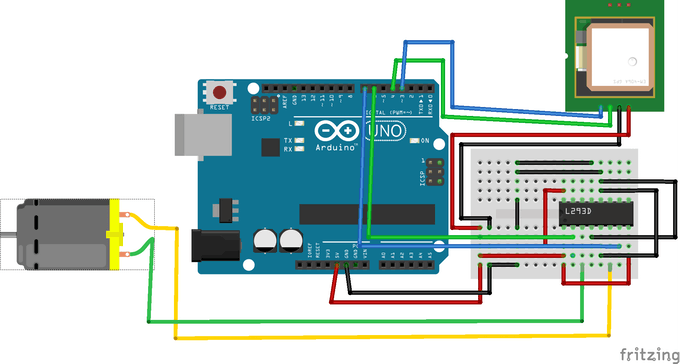 RESET
ICSP2
AREF
GND
13
12
~11
~10
~9
8
7
~5
4
~3
2
TX▶1
RX◀0
DIGITAL (PWM~)
L
TX
RX
UNO
Arduino
ON
ICSP
1
IOREF
RESET
3V3
5V
GND
GND
VIN
A0
A1
A2
A3
A4
A5
L293D
fritzing